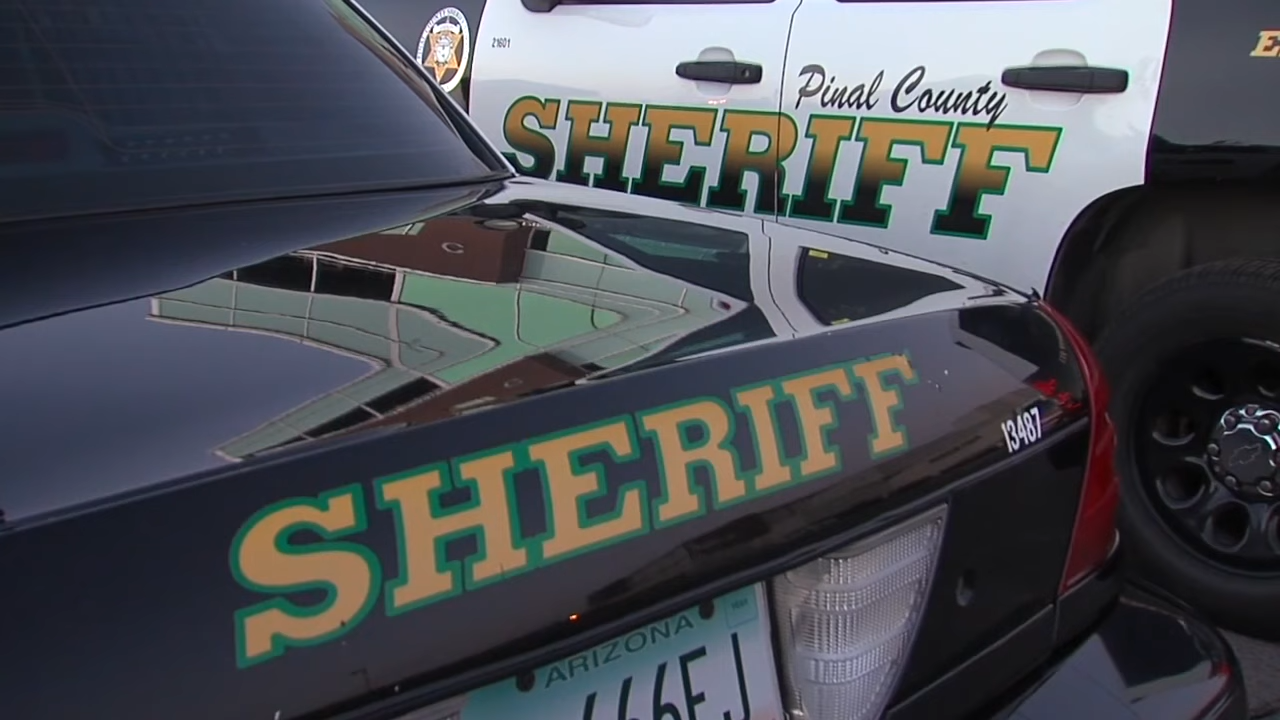 21601
Pinal County
SHERIFF
SHERIFF
13487
ARIZONA